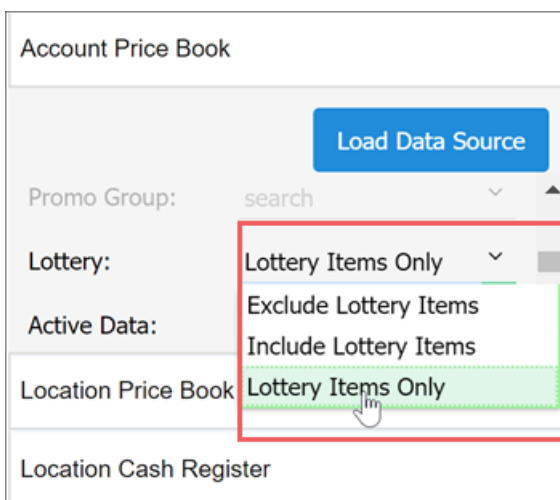 Account Price Book
Load Data Source
Promo Group: search
Lottery: Lottery Items Only
Exclude Lottery Items
Active Data:
Include Lottery Items
Location Price Book Lottery Items Only
Location Cash Register